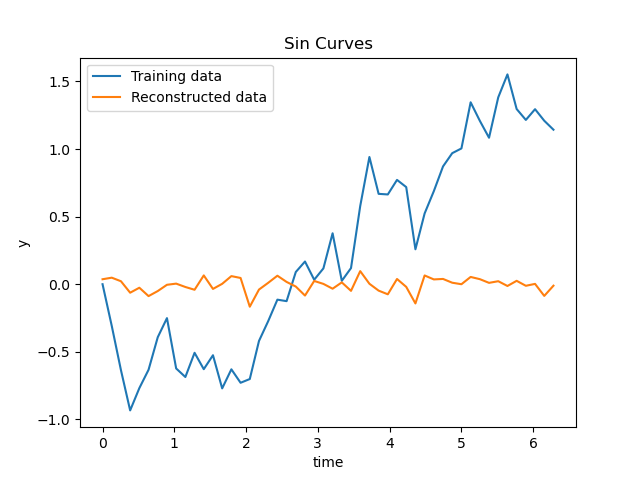 Sin Curves
Training data
Reconstructed data
1.5
1.0
0.5
0.0
−0.5
−1.0
y
0 1 2 3 4 5 6
time